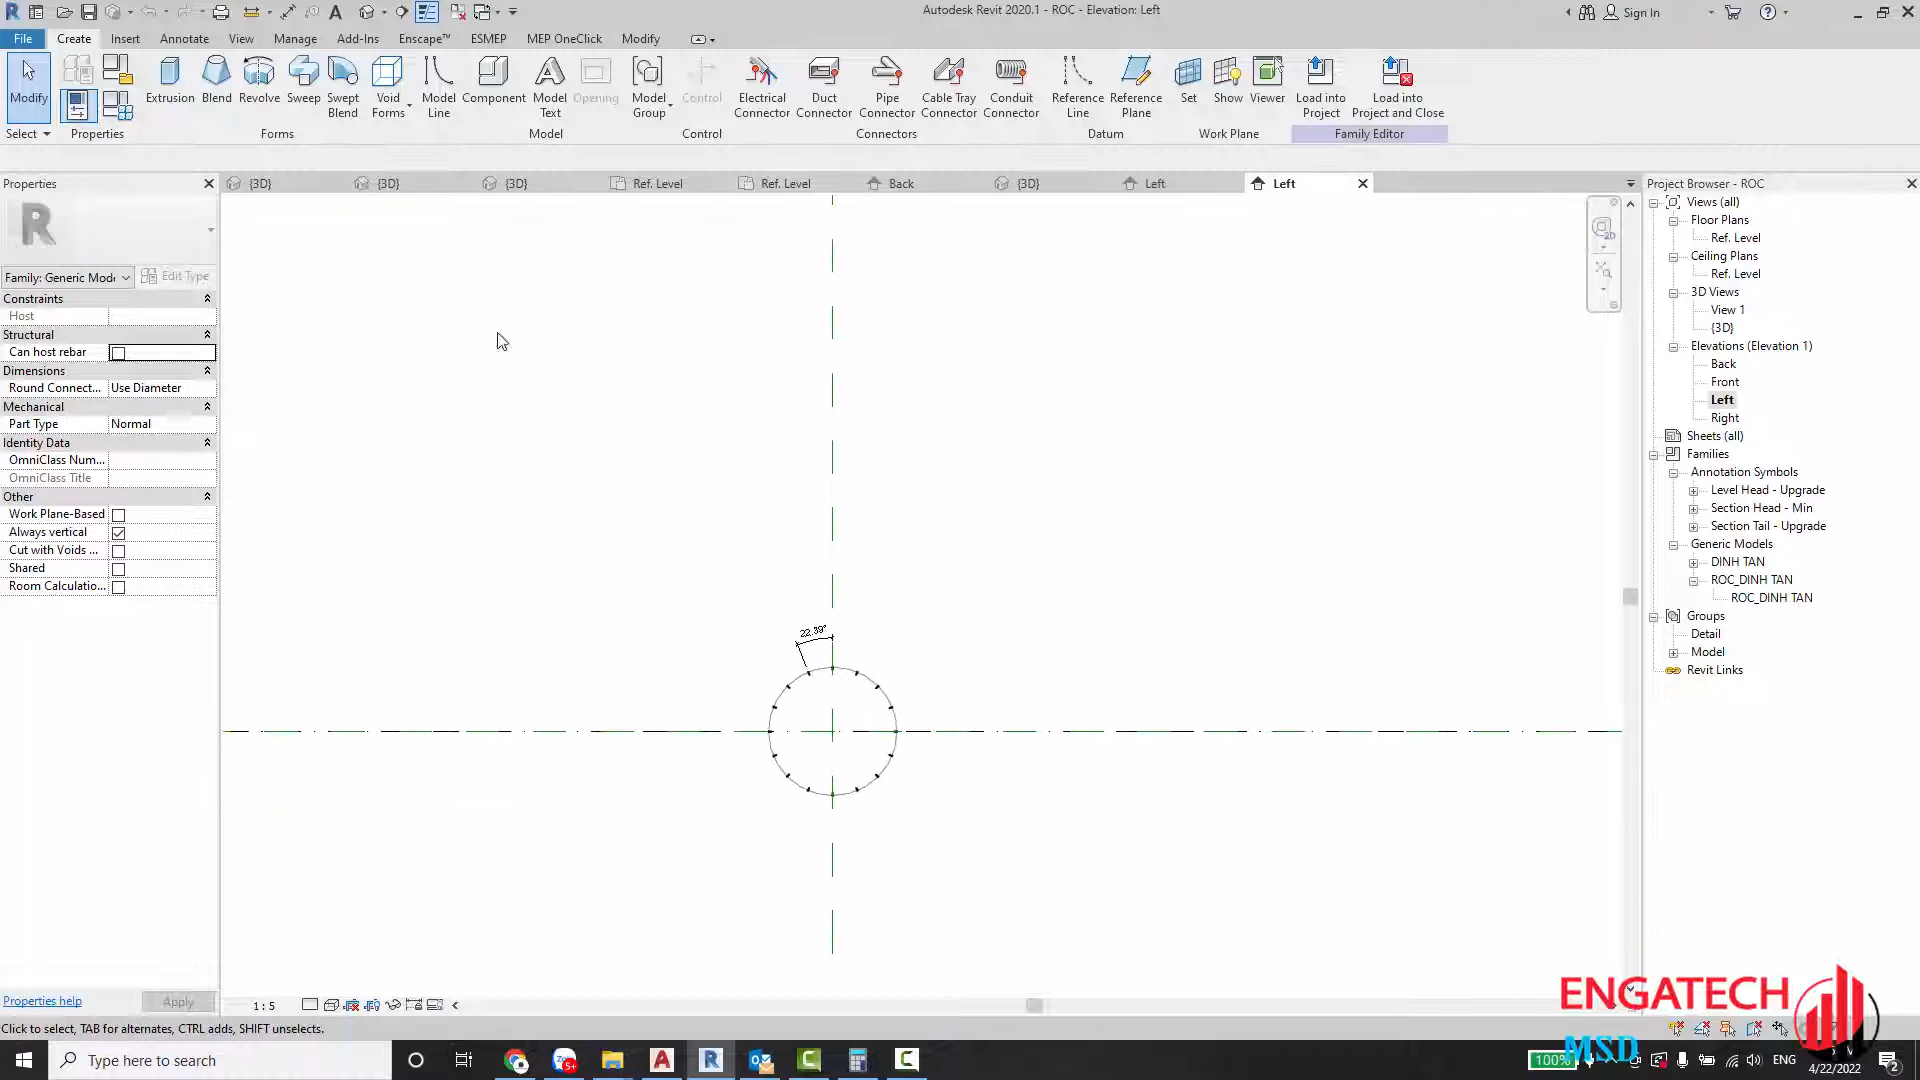 Autodesk Revit 2020.1 - ROC - Elevation: Left
Sign In
File
Create
Insert
Annotate
View
Manage
Add-Ins
Enscape™
ESMEP
MEP OneClick
Modify
Modify
Extrusion
Blend
Revolve
Sweep
Swept
Blend
Void
Forms
Model
Line
Component
Model
Text
Opening
Model
Group
Control
Electrical
Connector
Duct
Connector
Pipe
Connector
Cable Tray
Connector
Conduit
Connector
Reference
Line
Reference
Plane
Set
Show
Viewer
Load into
Project
Load into
Project and Close
Select
Properties
Forms
Model
Control
Connectors
Datum
Work Plane
Family Editor
Properties
{3D}
{3D}
{3D}
Ref. Level
Ref. Level
Back
{3D}
Left
Left
Family: Generic Mode
Edit Type
Constraints
Host
Structural
Can host rebar
Dimensions
Round Connect...
Use Diameter
Mechanical
Part Type
Normal
Identity Data
OmniClass Num...
OmniClass Title
Other
Work Plane-Based
Always vertical
Cut with Voids ...
Shared
Room Calculatio...
Properties help
Apply
22.39°
Project Browser - ROC
Views (all)
Floor Plans
Ref. Level
Ceiling Plans
Ref. Level
3D Views
View 1
{3D}
Elevations (Elevation 1)
Back
Front
Left
Right
Sheets (all)
Families
Annotation Symbols
Level Head - Upgrade
Section Head - Min
Section Tail - Upgrade
Generic Models
DINH TAN
ROC_DINH TAN
ROC_DINH TAN
Groups
Detail
Model
Revit Links
1 : 5
Click to select, TAB for alternates, CTRL adds, SHIFT unselects.
ENGATECH
MSD
Type here to search
100%
ENG
4/22/2022
2